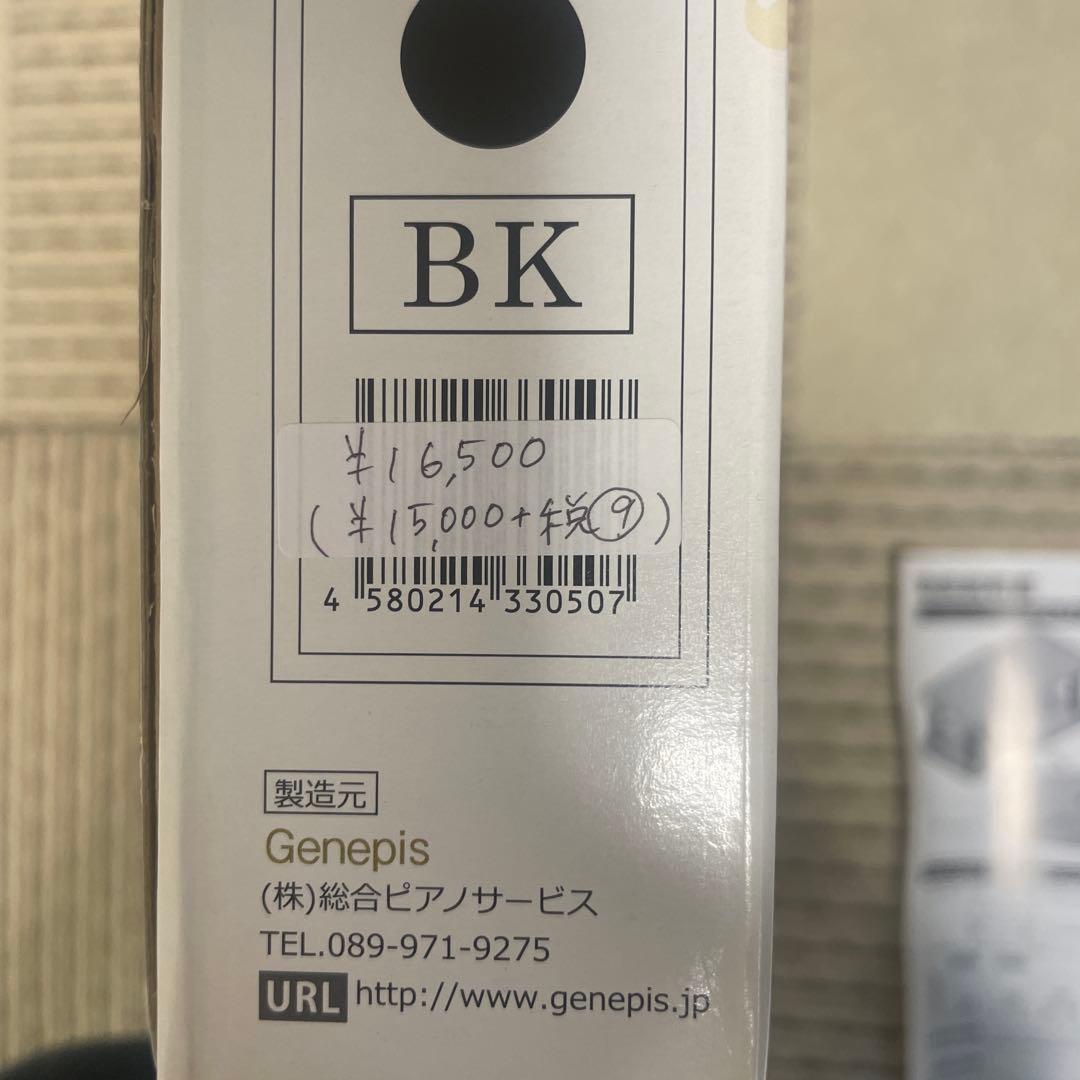 BK
¥16,500
(¥15,000+税⑨)
4 580214 330507
製造元
Genepis
(株)総合ピアノサービス
TEL.089-971-9275
URL http://www.genepis.jp